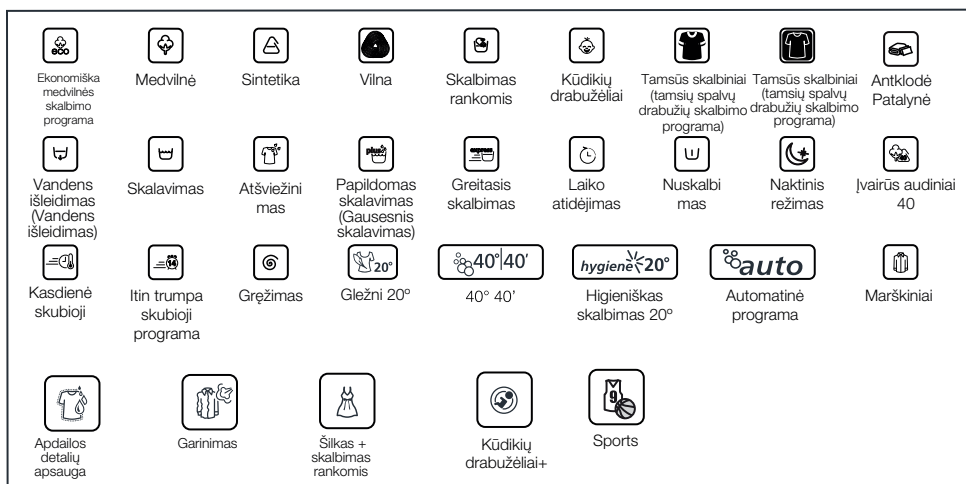 eco
Ekonomiška
medvilnės
skalbimo
programa
Medvilnė
Sintetika
Vilna
Skalbimas
rankomis
Kūdikių
drabužėliai
Tamsūs skalbiniai
(tamsių spalvų
drabužių skalbimo
programa)
Tamsūs skalbiniai
(tamsių spalvų
drabužių skalbimo
programa)
Antklodė
Patalynė
Vandens
išleidimas
(Vandens
išleidimas)
Skalavimas
Atšviežini
mas
plus
Papildomas
skalavimas
(Gausesnis
skalavimas)
express
Greitasis
skalbimas
Laiko
atidėjimas
Nuskalbi
mas
Naktinis
režimas
Įvairūs audiniai
40
Kasdienė
skubioji
14
Itin trumpa
skubioji
programa
Gręžimas
20°
Gležni 20º
40° 40'
40° 40'
hygiene 20°
Higieniškas
skalbimas 20º
auto
Automatinė
programa
Marškiniai
Apdailos
detalių
apsauga
Garinimas
Šilkas +
skalbimas
rankomis
Kūdikių
drabužėliai+
9
Sports